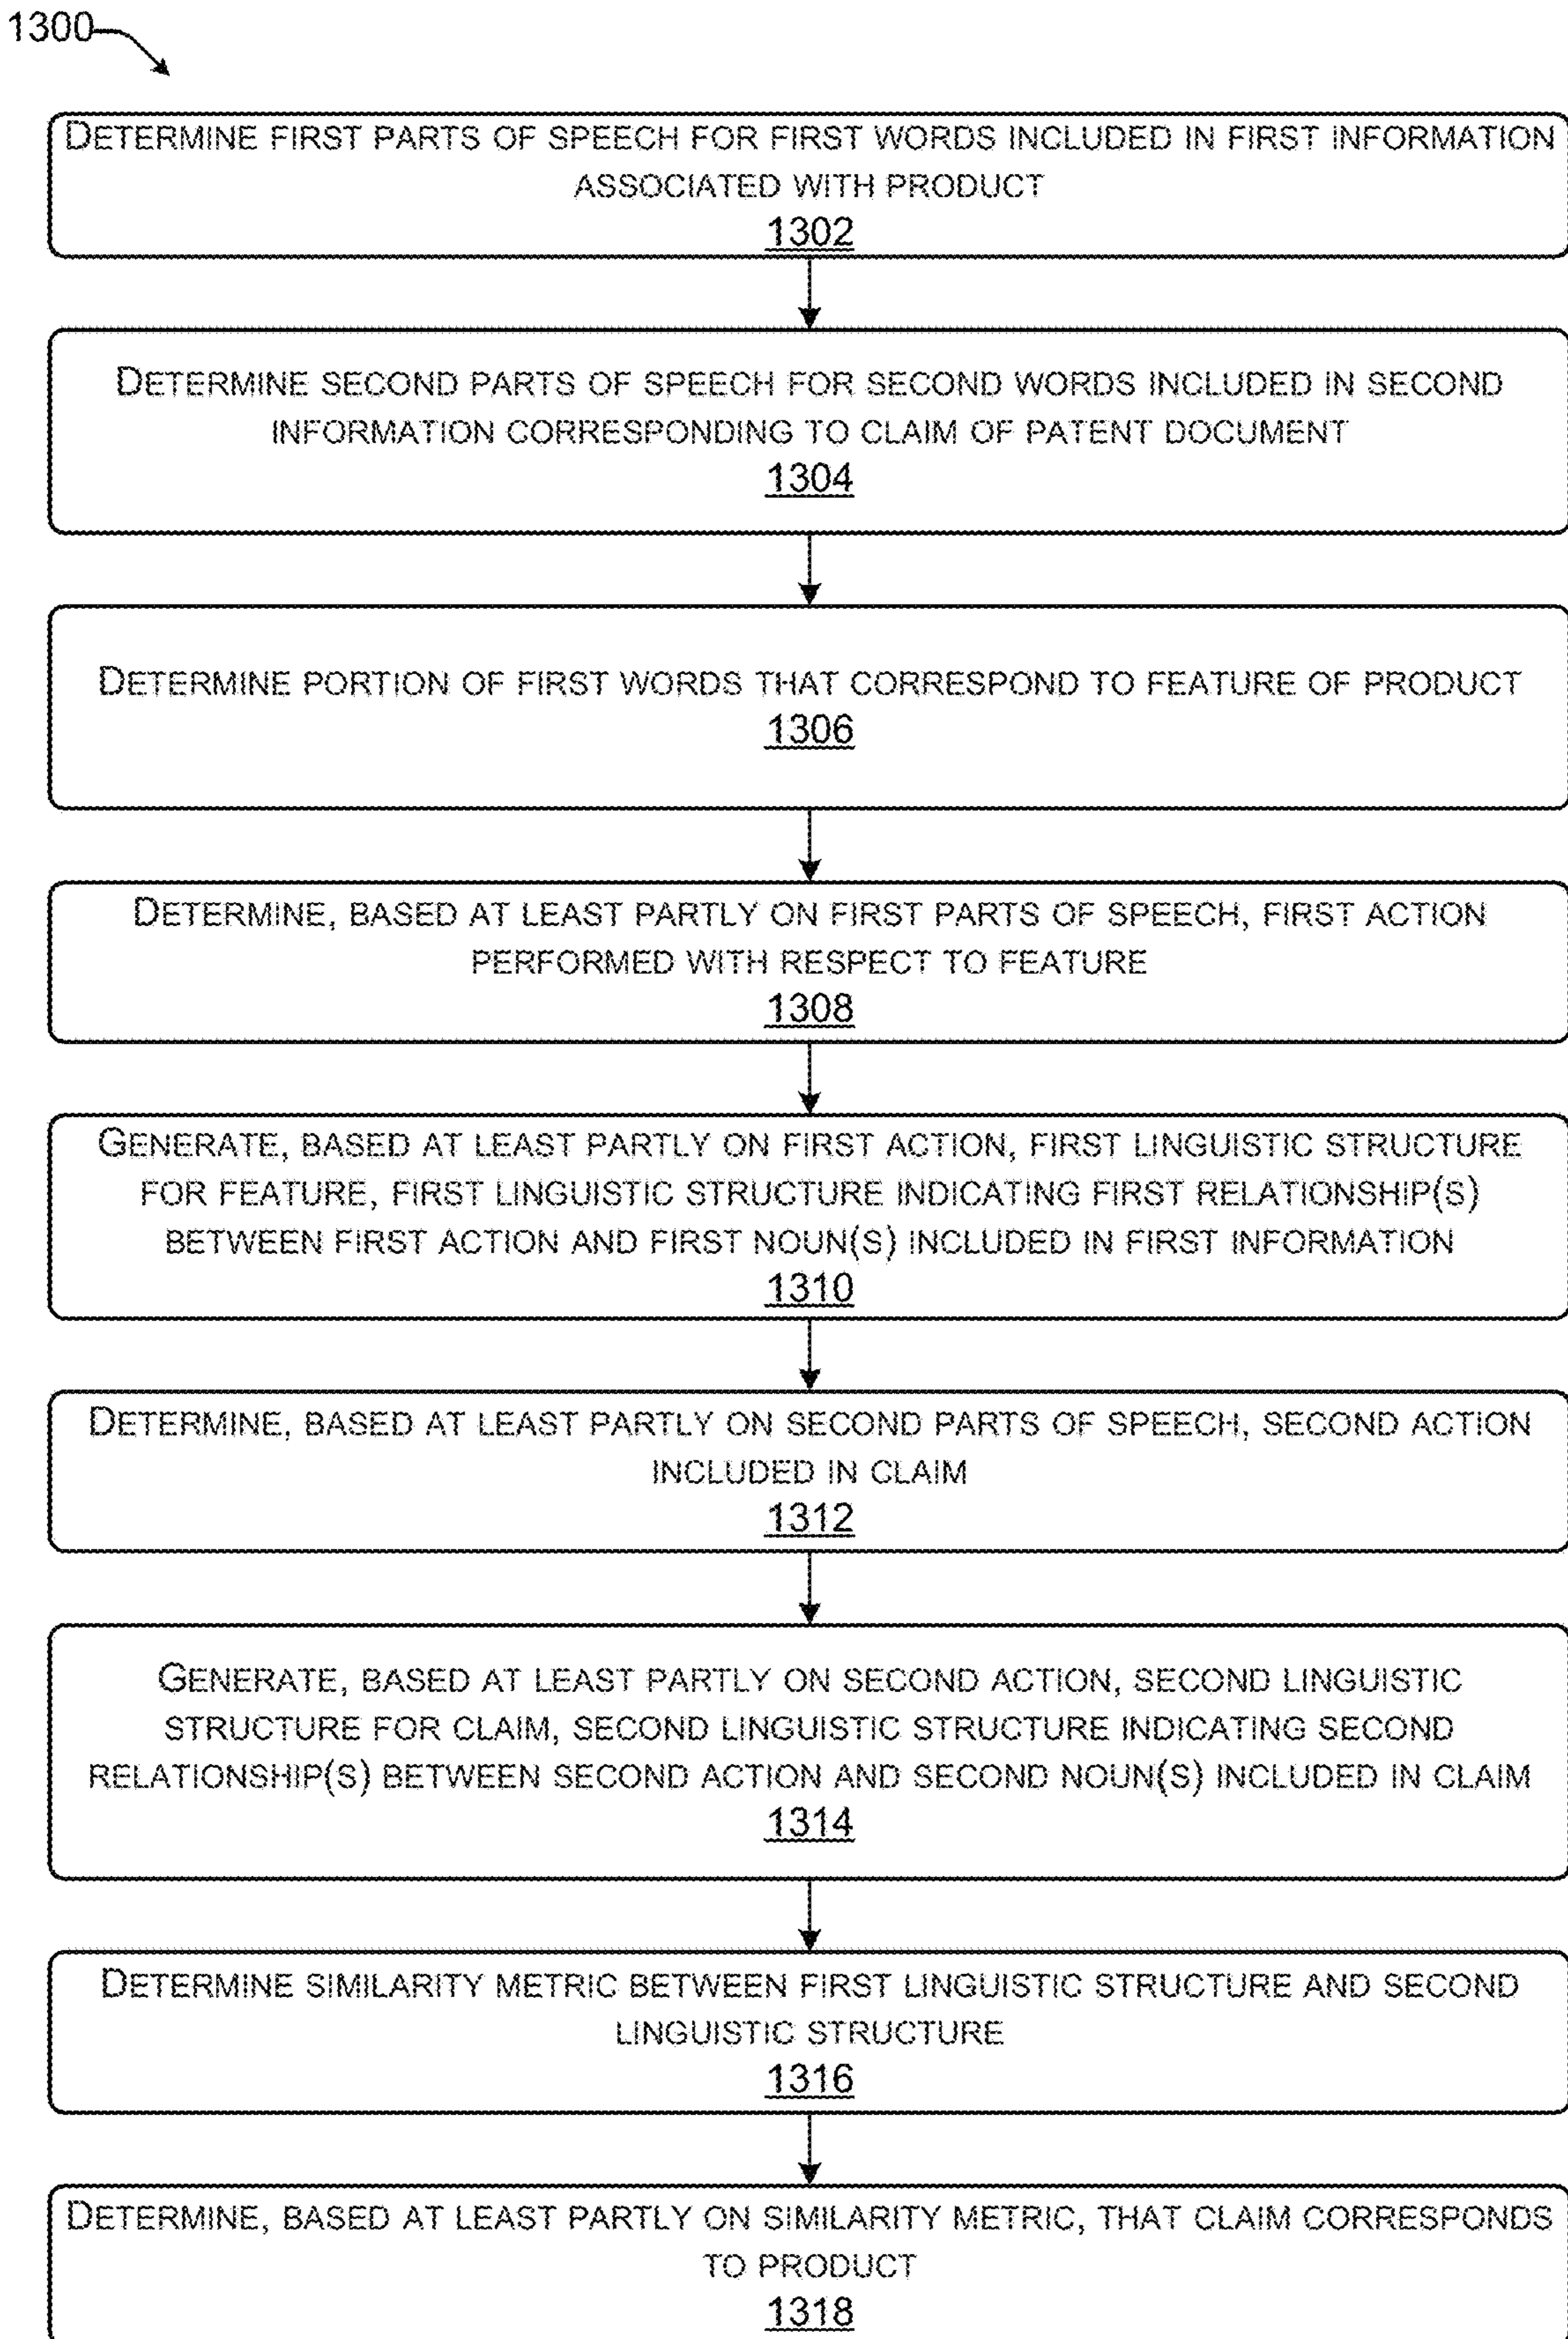 1300
DETERMINE FIRST PARTS OF SPEECH FOR FIRST WORDS INCLUDED IN FIRST INFORMATION
ASSOCIATED WITH PRODUCT
1302
DETERMINE SECOND PARTS OF SPEECH FOR SECOND WORDS INCLUDED IN SECOND
INFORMATION CORRESPONDING TO CLAIM OF PATENT DOCUMENT
1304
DETERMINE PORTION OF FIRST WORDS THAT CORRESPOND TO FEATURE OF PRODUCT
1306
DETERMINE, BASED AT LEAST PARTLY ON FIRST PARTS OF SPEECH, FIRST ACTION
PERFORMED WITH RESPECT TO FEATURE
1308
GENERATE, BASED AT LEAST PARTLY ON FIRST ACTION, FIRST LINGUISTIC STRUCTURE
FOR FEATURE, FIRST LINGUISTIC STRUCTURE INDICATING FIRST RELATIONSHIP(S)
BETWEEN FIRST ACTION AND FIRST NOUN(S) INCLUDED IN FIRST INFORMATION
1310
DETERMINE, BASED AT LEAST PARTLY ON SECOND PARTS OF SPEECH, SECOND ACTION
INCLUDED IN CLAIM
1312
GENERATE, BASED AT LEAST PARTLY ON SECOND ACTION, SECOND LINGUISTIC
STRUCTURE FOR CLAIM, SECOND LINGUISTIC STRUCTURE INDICATING SECOND
RELATIONSHIP(S) BETWEEN SECOND ACTION AND SECOND NOUN(S) INCLUDED IN CLAIM
1314
DETERMINE SIMILARITY METRIC BETWEEN FIRST LINGUISTIC STRUCTURE AND SECOND
LINGUISTIC STRUCTURE
1316
DETERMINE, BASED AT LEAST PARTLY ON SIMILARITY METRIC, THAT CLAIM CORRESPONDS
TO PRODUCT
1318